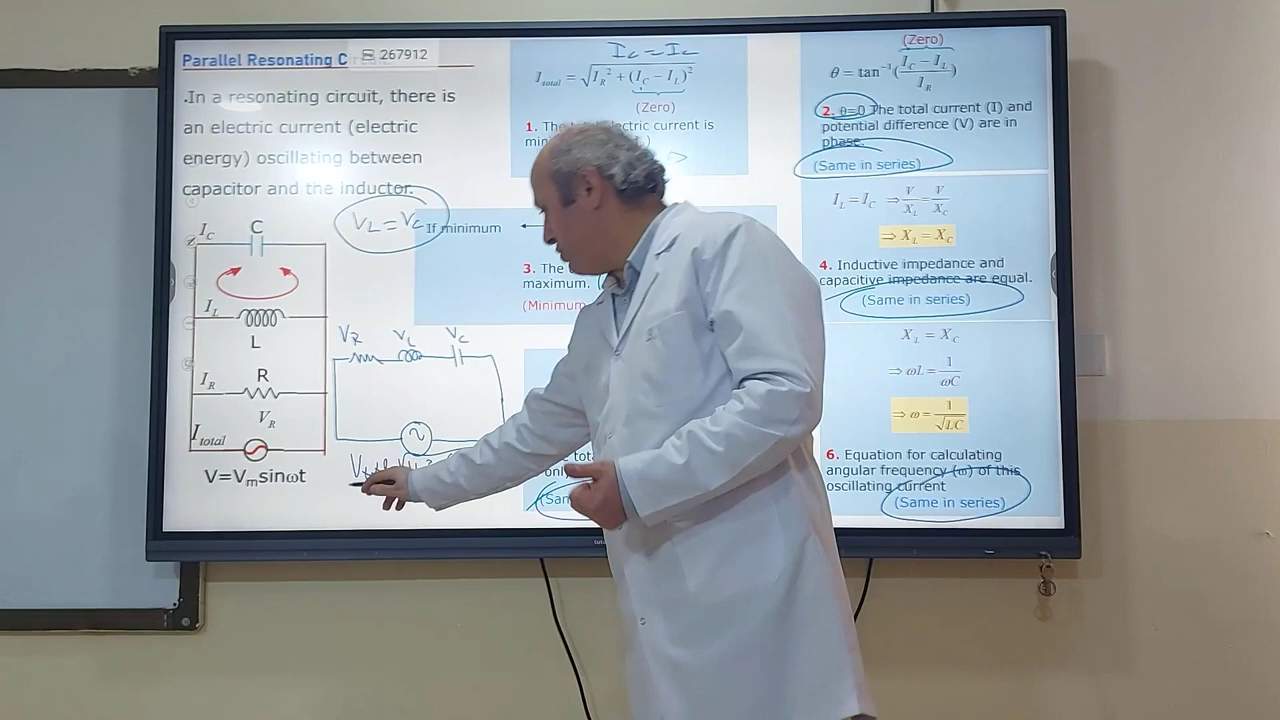 Parallel Resonating C
267912
.In a resonating circuit, there is
an electric current (electric
energy) oscillating between
capacitor and the inductor.
V_L = V_C
I_C
C
I_L
L
I_R
R
V_R
I_total
V=V_m sinωt
V_R V_L V_C
I_C = I_L
I_total = √(I_R² + (I_C − I_L)²)
(Zero)
1. The electric current is
If minimum
3. The
maximum.
(Minimum
(Zero)
θ = tan⁻¹((I_C − I_L)/I_R)
2. θ=0 The total current (I) and
potential difference (V) are in
phase.
(Same in series)
I_L = I_C ⇒ V/X_L = V/X_C
⇒ X_L = X_C
4. Inductive impedance and
capacitive impedance are equal.
(Same in series)
X_L = X_C
⇒ ωL = 1/ωC
⇒ ω = 1/√LC
6. Equation for calculating
angular frequency (ω) of this
oscillating current
(Same in series)